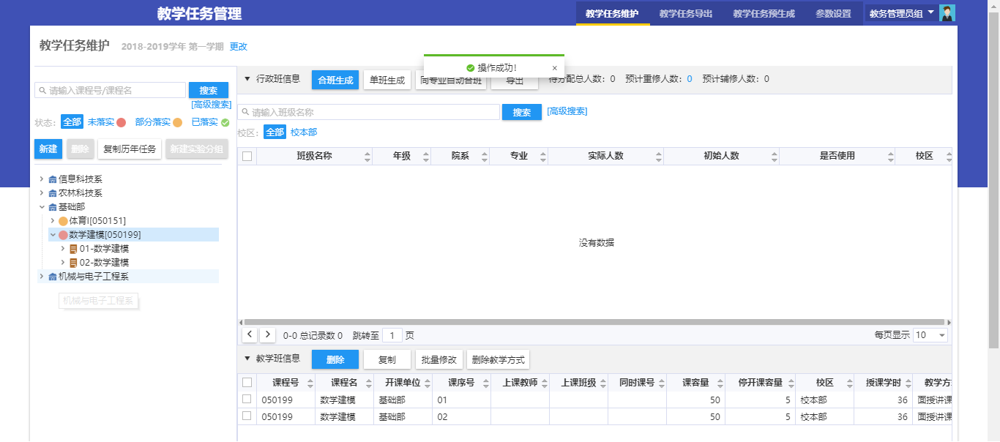 教学任务管理
教学任务维护 教学任务导出 教学任务预生成 参数设置 教务管理员组
教学任务维护 2018-2019学年 第一学期 更改
操作成功! ×
行政班信息 合班生成 单班生成 同专业自动合班 导出 待分配总人数: 0 预计重修人数: 0 预计辅修人数: 0
请输入课程号/课程名 搜索
[高级搜索]
状态: 全部 未落实 部分落实 已落实
新建 删除 复制历年任务 新建实验分组
信息科技系
农林科技系
基础部
体育I[050151]
数学建模[050199]
01-数学建模
02-数学建模
机械与电子工程系
机械与电子工程系
请输入班级名称 搜索 [高级搜索]
校区: 全部 校本部
班级名称 年级 院系 专业 实际人数 初始人数 是否使用 校区
没有数据
0-0 总记录数 0 跳转至 1 页 每页显示 10
教学班信息 删除 复制 批量修改 删除教学方式
课程号 课程名 开课单位 课序号 上课教师 上课班级 同时课号 课容量 停开课容量 校区 授课学时 教学方
050199 数学建模 基础部 01 50 5 校本部 36 面授讲课
050199 数学建模 基础部 02 50 5 校本部 36 面授讲课